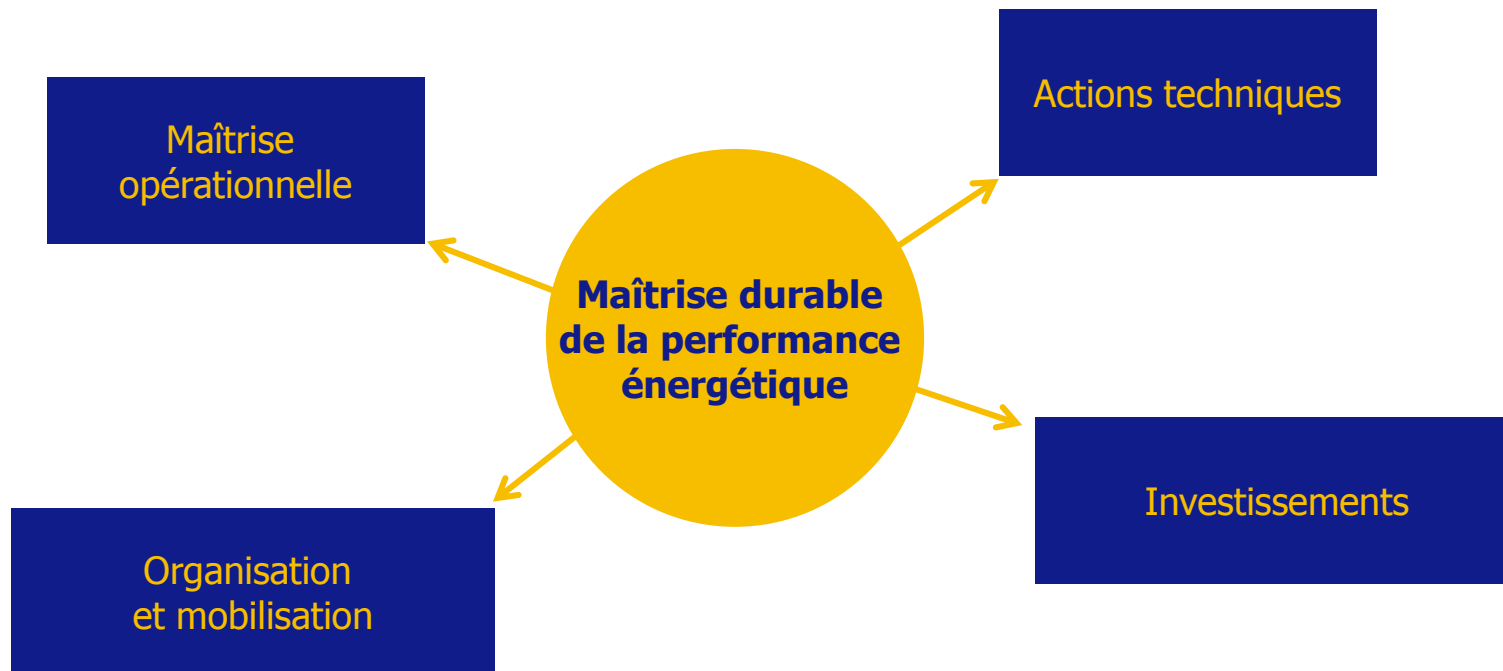 Actions techniques
Maîtrise
opérationnelle
Maîtrise durable
de la performance
énergétique
Investissements
Organisation
et mobilisation